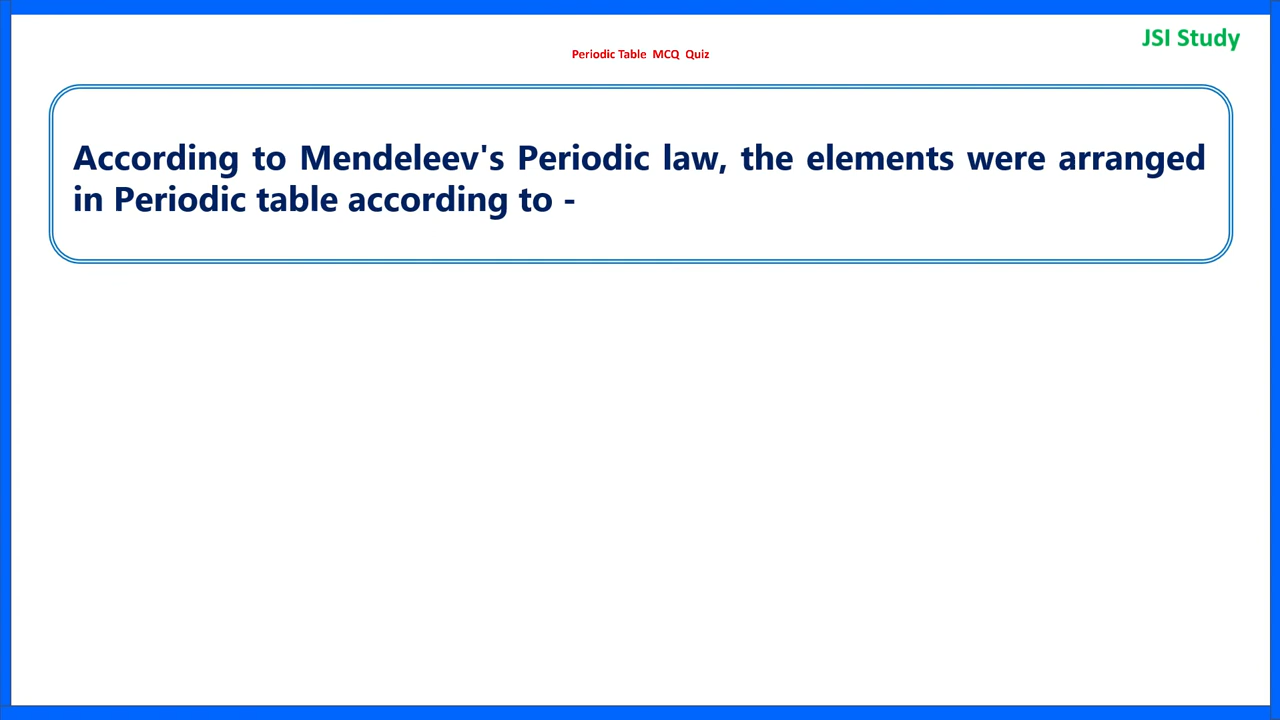 JSI Study
Periodic Table MCQ Quiz
According to Mendeleev's Periodic law, the elements were arranged
in Periodic table according to -